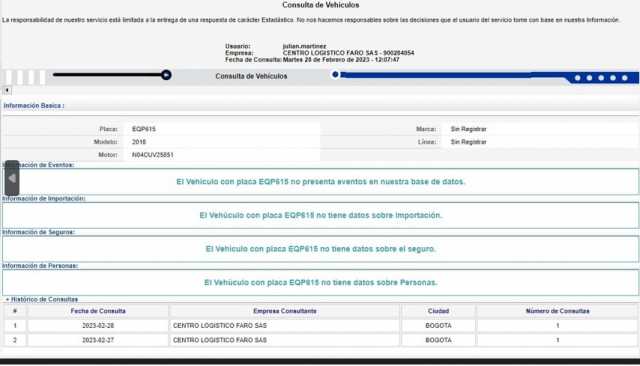 Consulta de Vehículos
La responsabilidad de nuestro servicio está limitada a la entrega de una respuesta de carácter Estadástico. No nos hacemos responsables sobre las decisiones que el usuario del servicio tome con base en nuestra Información.
Usuario: julian.martinez
Empresa: CENTRO LOGISTICO FARO SAS - 900284054
Fecha de Consulta: Martes 28 de Febrero de 2023 - 12:07:47
Consulta de Vehículos
Información Basica :
Placa: EQP615 Marca: Sin Registrar
Modelo: 2018 Línea: Sin Registrar
Motor: N04CUV25851
Información de Eventos:
El Vehículo con placa EQP615 no presenta eventos en nuestra base de datos.
Información de Importación:
El Vehúculo con placa EQP615 no tiene datos sobre Importación.
Información de Seguros:
El Vehúculo con placa EQP615 no tiene datos sobre el seguro.
Información de Personas:
El Vehúculo con placa EQP615 no tiene datos sobre Personas.
+ Histórico de Consultas
# Fecha de Consulta Empresa Consultante Ciudad Número de Consultas
1 2023-02-28 CENTRO LOGISTICO FARO SAS BOGOTA 1
2 2023-02-27 CENTRO LOGISTICO FARO SAS BOGOTA 1